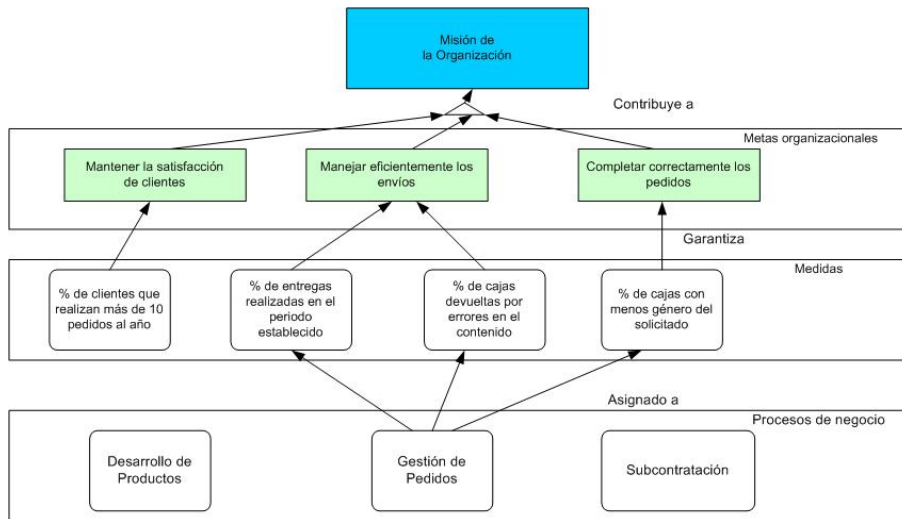 Misión de
la Organización
Contribuye a
Metas organizacionales
Mantener la satisfacción
de clientes
Manejar eficientemente los
envíos
Completar correctamente los
pedidos
Garantiza
Medidas
% de clientes que
realizan más de 10
pedidos al año
% de entregas
realizadas en el
periodo
establecido
% de cajas
devueltas por
errores en el
contenido
% de cajas con
menos género del
solicitado
Asignado a
Procesos de negocio
Desarrollo de
Productos
Gestión de
Pedidos
Subcontratación